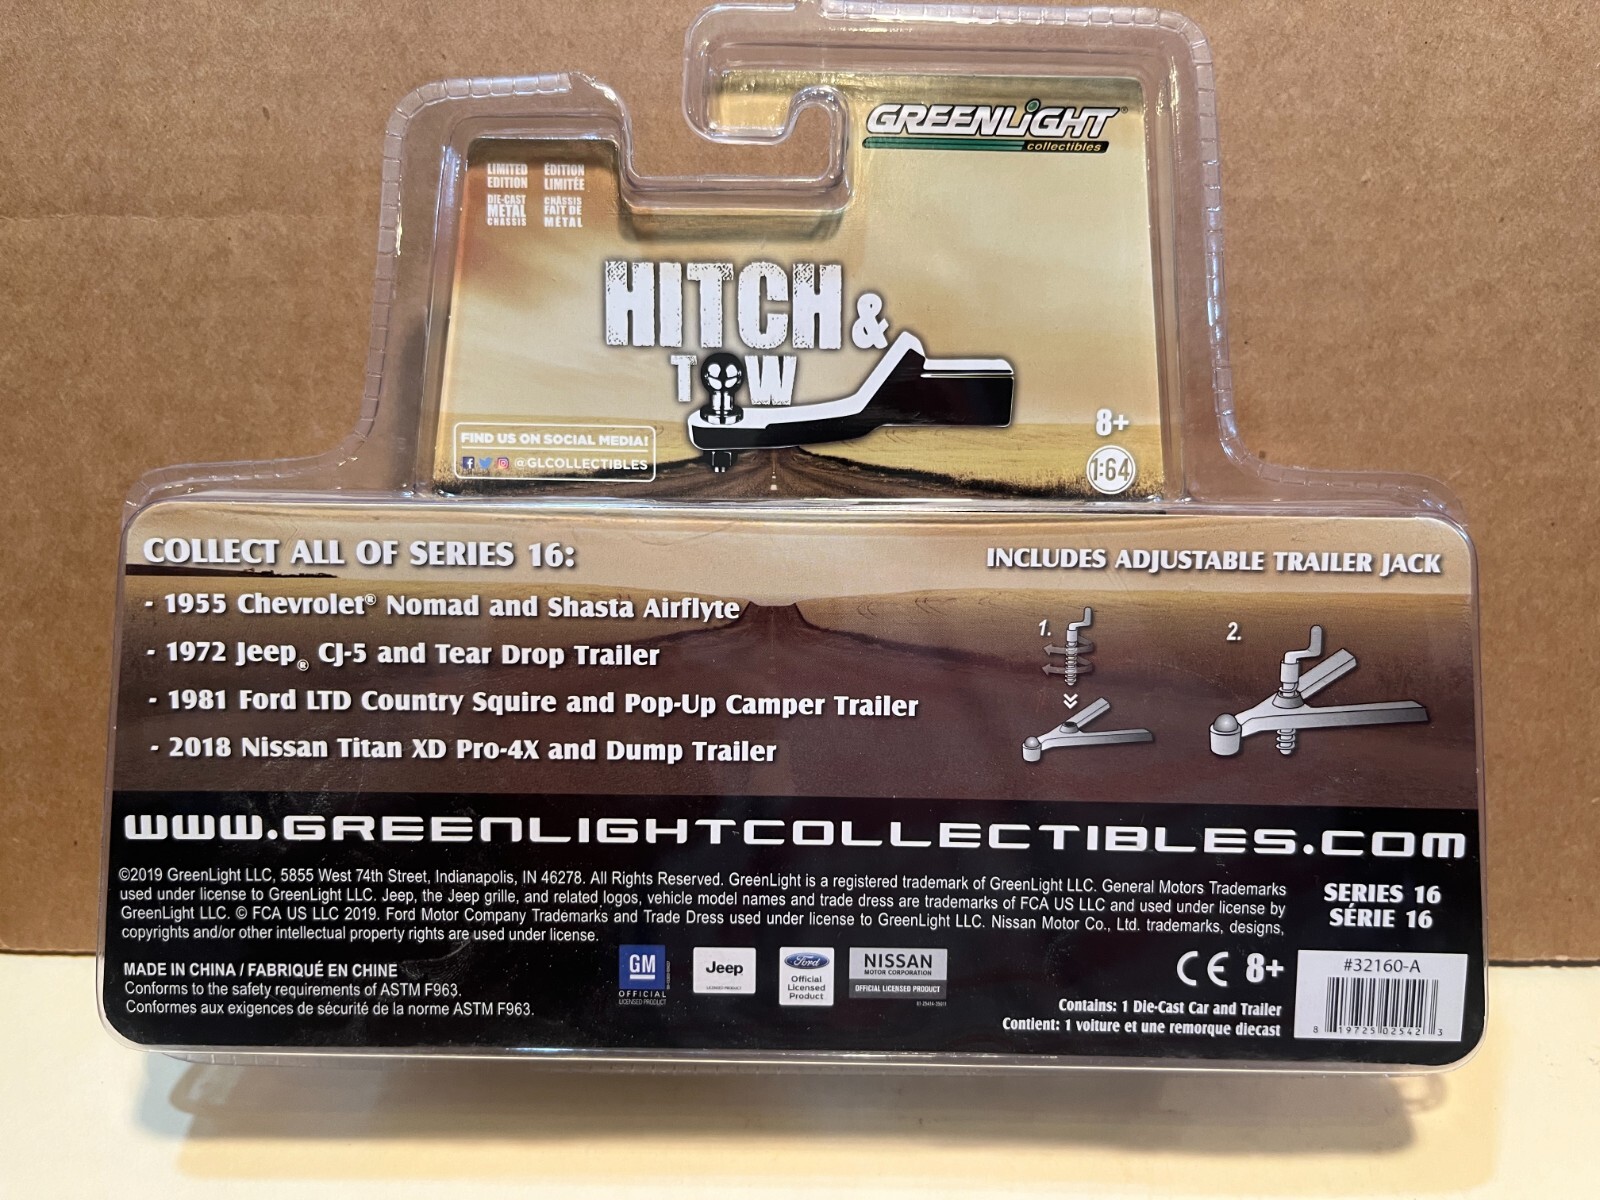 GREENLiGHT®
collectibles
LIMITED EDITION
ÉDITION LIMITÉE
DIE-CAST METAL CHASSIS
CHÂSSIS FAIT DE MÉTAL
HITCH &
TOW
8+
1:64
FIND US ON SOCIAL MEDIA!
@GLCOLLECTIBLES
COLLECT ALL OF SERIES 16:
- 1955 Chevrolet® Nomad and Shasta Airflyte
- 1972 Jeep® CJ-5 and Tear Drop Trailer
- 1981 Ford LTD Country Squire and Pop-Up Camper Trailer
- 2018 Nissan Titan XD Pro-4X and Dump Trailer
INCLUDES ADJUSTABLE TRAILER JACK
1.
2.
WWW.GREENLIGHTCOLLECTIBLES.COM
©2019 GreenLight LLC, 5855 West 74th Street, Indianapolis, IN 46278. All Rights Reserved. GreenLight is a registered trademark of GreenLight LLC. General Motors Trademarks
used under license to GreenLight LLC. Jeep, the Jeep grille, and related logos, vehicle model names and trade dress are trademarks of FCA US LLC and used under license by
GreenLight LLC. © FCA US LLC 2019. Ford Motor Company Trademarks and Trade Dress used under license to GreenLight LLC. Nissan Motor Co., Ltd. trademarks, designs,
copyrights and/or other intellectual property rights are used under license.
SERIES 16
SÉRIE 16
MADE IN CHINA / FABRIQUÉ EN CHINE
Conforms to the safety requirements of ASTM F963.
Conformes aux exigences de sécurité de la norme ASTM F963.
GM
OFFICIAL
LICENSED PRODUCT
Jeep
LICENSED PRODUCT
Ford
Official
Licensed
Product
NISSAN
MOTOR CORPORATION
OFFICIAL LICENSED PRODUCT
CE 8+
Contains: 1 Die-Cast Car and Trailer
Contient: 1 voiture et une remorque diecast
#32160-A
8 19725 02542 3